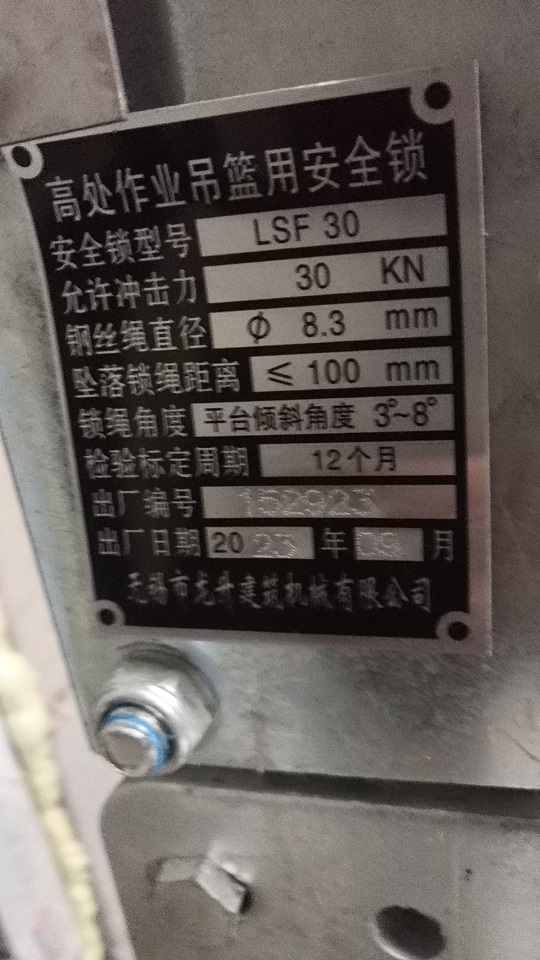 高处作业吊篮用安全锁
安全锁型号 LSF 30
允许冲击力 30 KN
钢丝绳直径 Φ 8.3 mm
坠落锁绳距离 ≤ 100 mm
锁绳角度 平台倾斜角度 3°~8°
检验标定周期 12个月
出厂编号 152923
出厂日期 2023 年 09 月
无锡市龙升建筑机械有限公司